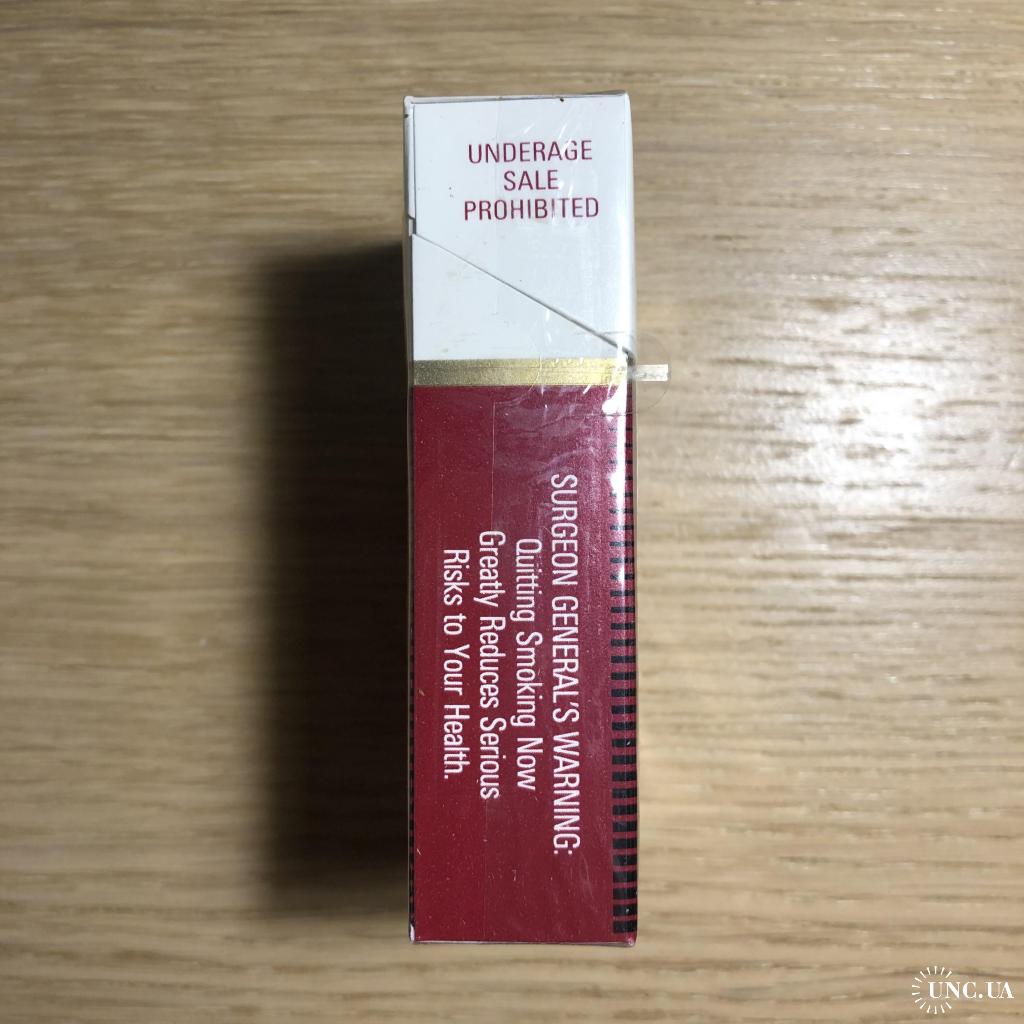 UNDERAGE
SALE
PROHIBITED
SURGEON GENERAL'S WARNING:
Quitting Smoking Now
Greatly Reduces Serious
Risks to Your Health.
UNC.UA